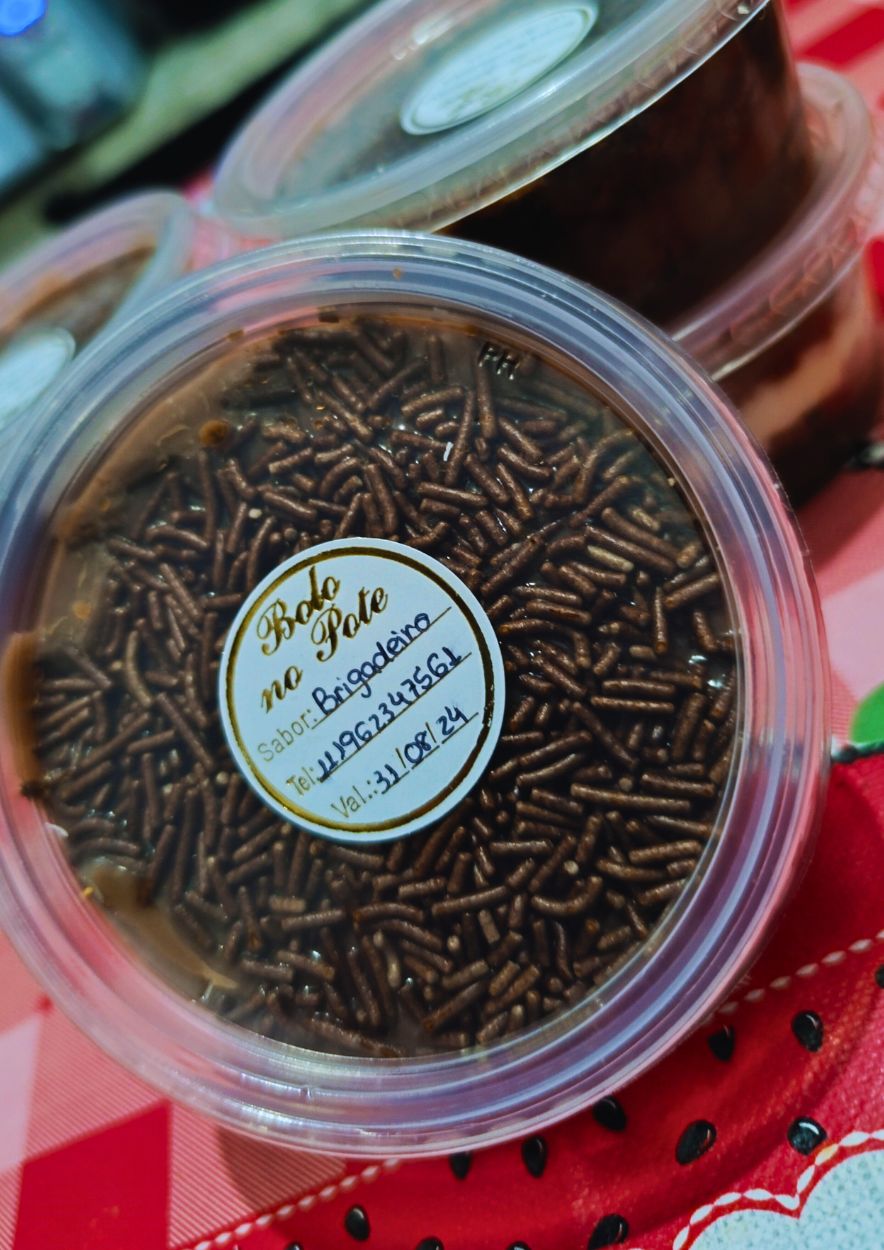 Bolo
no Pote
Sabor: Brigadeiro
Tel: 11962347561
Val.: 31/08/24